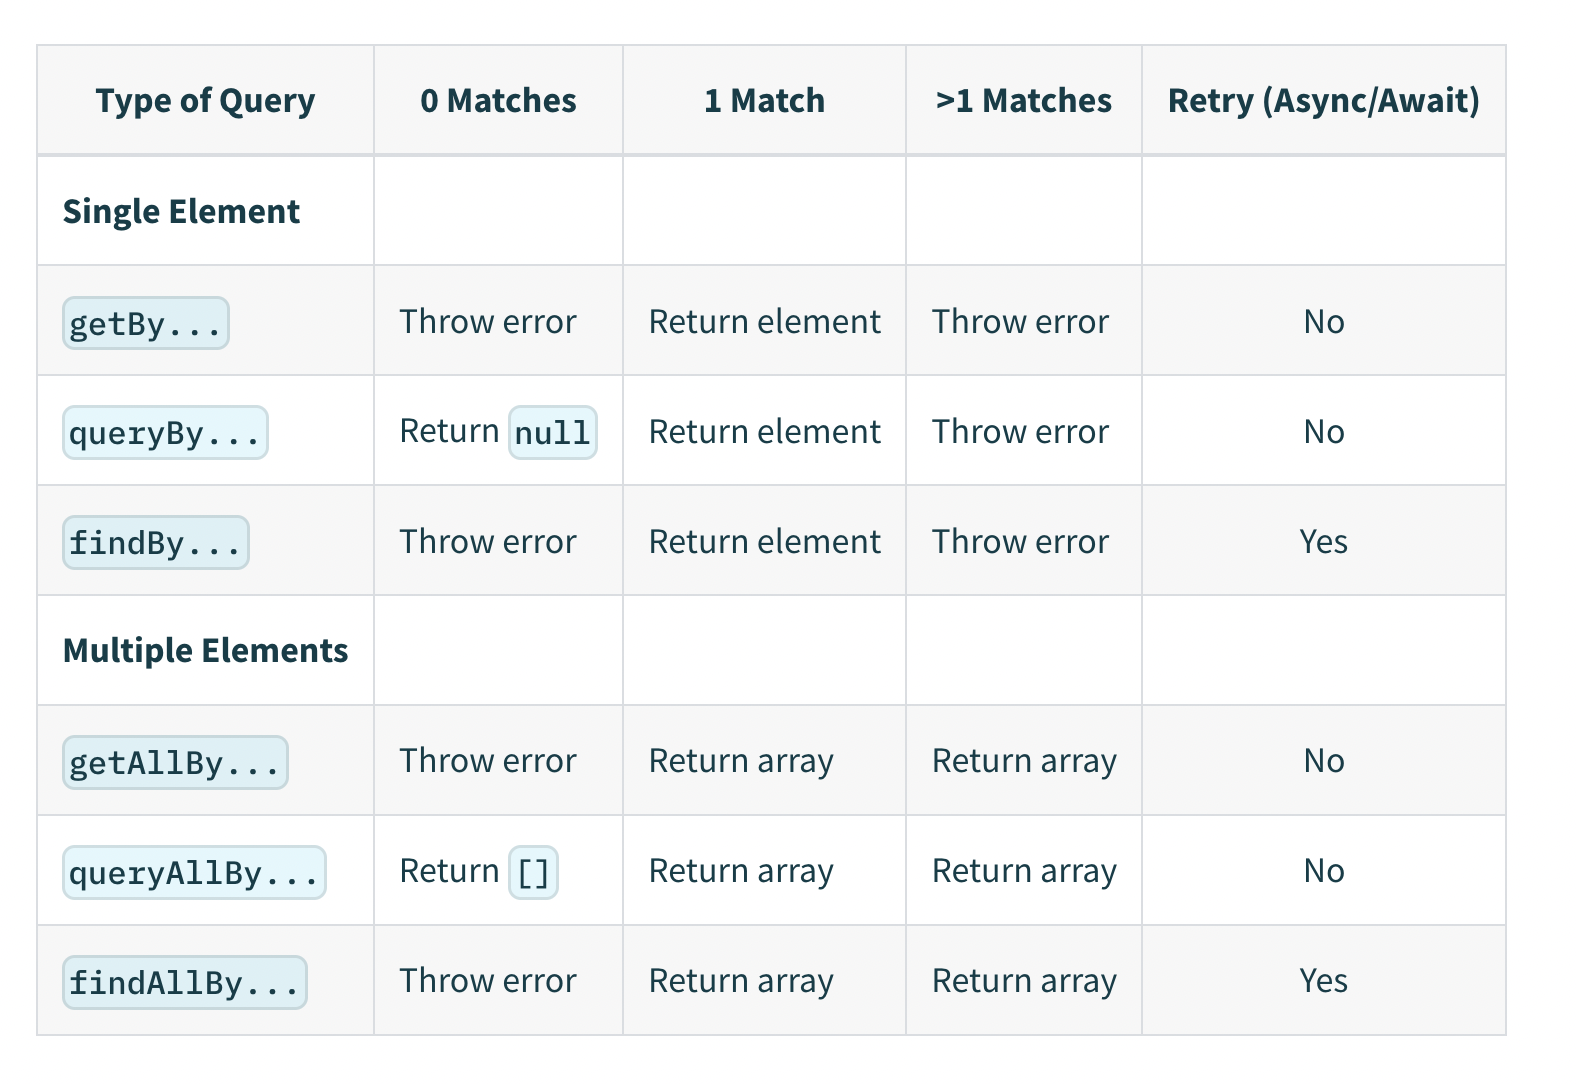 Type of Query 0 Matches 1 Match >1 Matches Retry (Async/Await)
Single Element
getBy... Throw error Return element Throw error No
queryBy... Return null Return element Throw error No
findBy... Throw error Return element Throw error Yes
Multiple Elements
getAllBy... Throw error Return array Return array No
queryAllBy... Return [] Return array Return array No
findAllBy... Throw error Return array Return array Yes